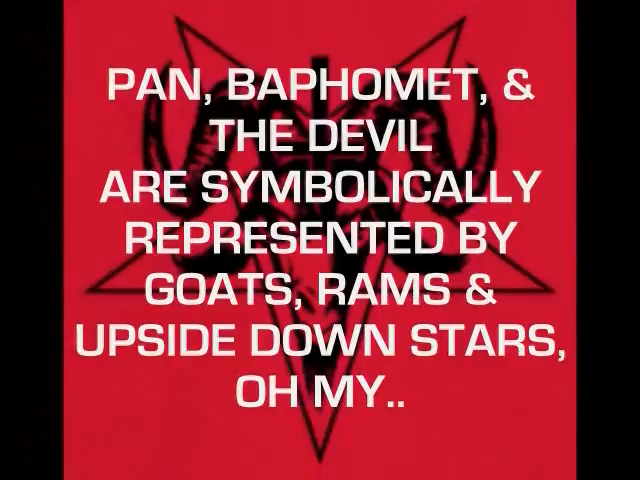 PAN, BAPHOMET, &
THE DEVIL
ARE SYMBOLICALLY
REPRESENTED BY
GOATS, RAMS &
UPSIDE DOWN STARS,
OH MY..